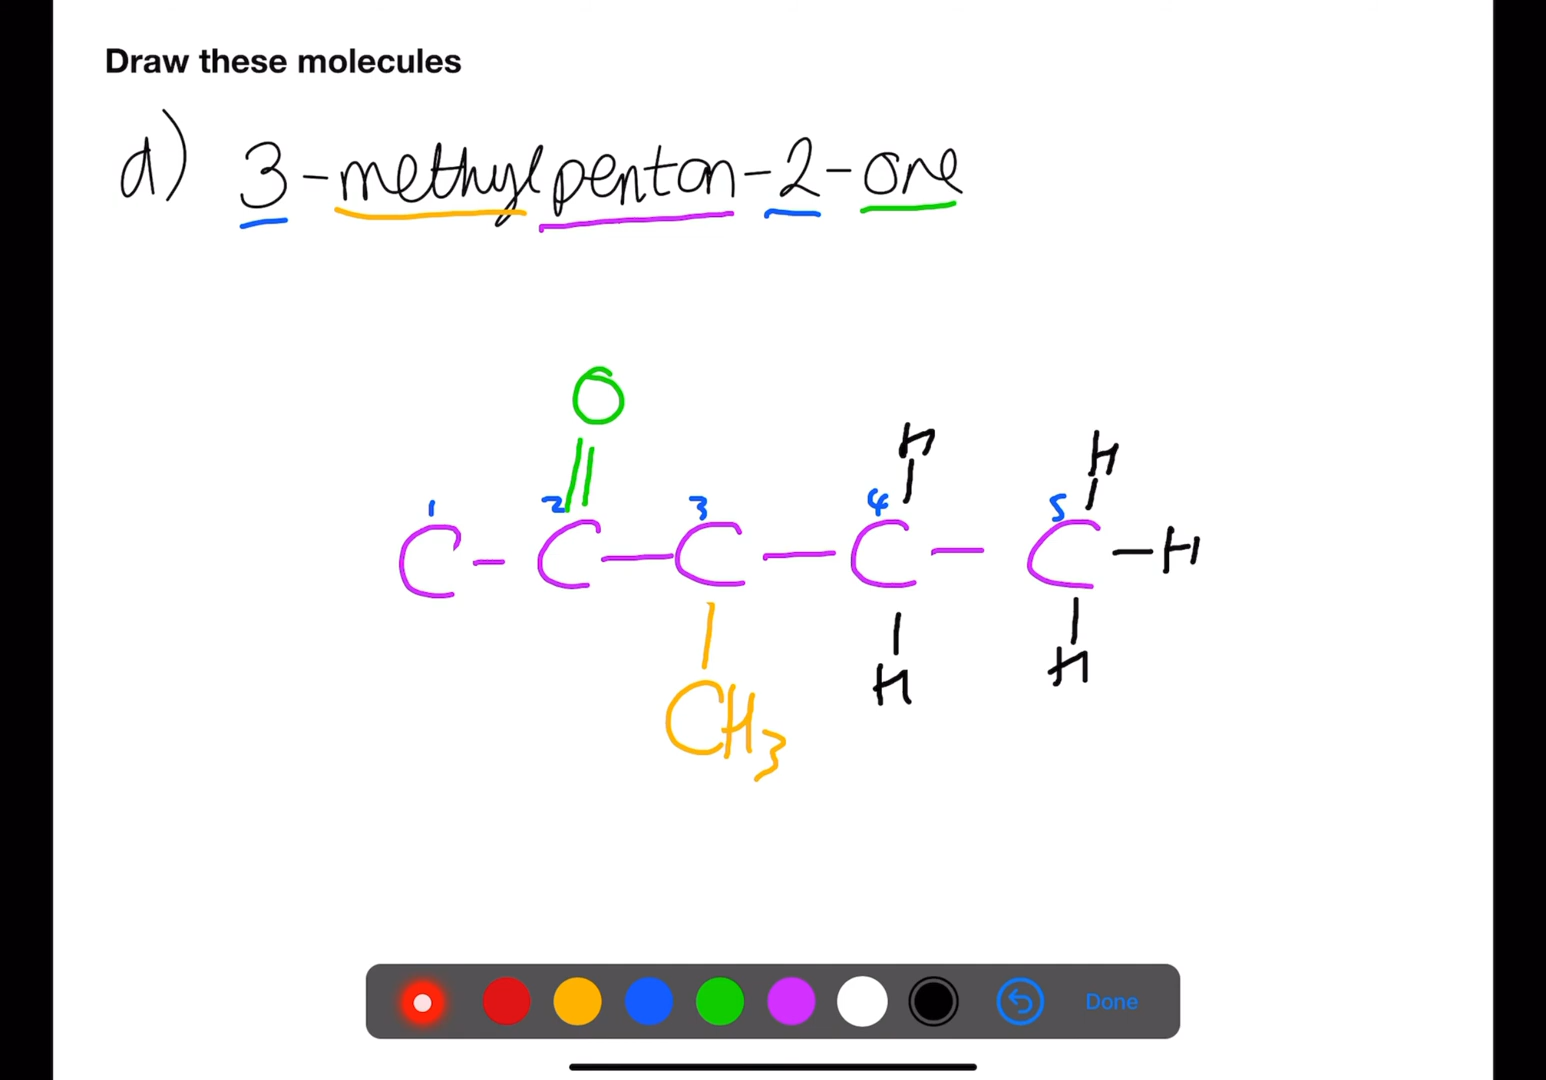 Draw these molecules
d) 3-methylpentan-2-one
O
H H
1 2 3 4 5
C - C - C - C - C - H
H H
CH3
Done